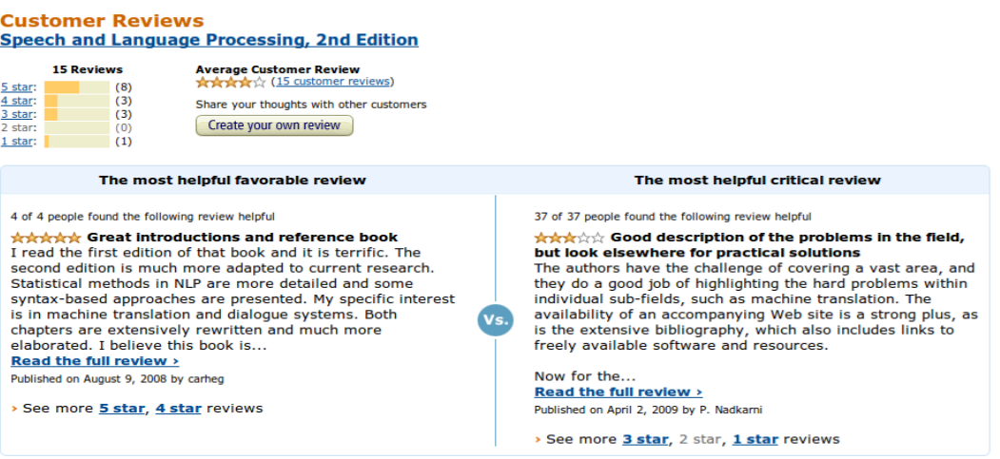 Customer Reviews
Speech and Language Processing, 2nd Edition
15 Reviews
5 star: (8)
4 star: (3)
3 star: (3)
2 star: (0)
1 star: (1)
Average Customer Review
(15 customer reviews)
Share your thoughts with other customers
Create your own review
The most helpful favorable review
4 of 4 people found the following review helpful
Great introductions and reference book
I read the first edition of that book and it is terrific. The
second edition is much more adapted to current research.
Statistical methods in NLP are more detailed and some
syntax-based approaches are presented. My specific interest
is in machine translation and dialogue systems. Both
chapters are extensively rewritten and much more
elaborated. I believe this book is...
Read the full review ›
Published on August 9, 2008 by carheg
› See more 5 star, 4 star reviews
Vs.
The most helpful critical review
37 of 37 people found the following review helpful
Good description of the problems in the field,
but look elsewhere for practical solutions
The authors have the challenge of covering a vast area, and
they do a good job of highlighting the hard problems within
individual sub-fields, such as machine translation. The
availability of an accompanying Web site is a strong plus, as
is the extensive bibliography, which also includes links to
freely available software and resources.
Now for the...
Read the full review ›
Published on April 2, 2009 by P. Nadkarni
› See more 3 star, 2 star, 1 star reviews